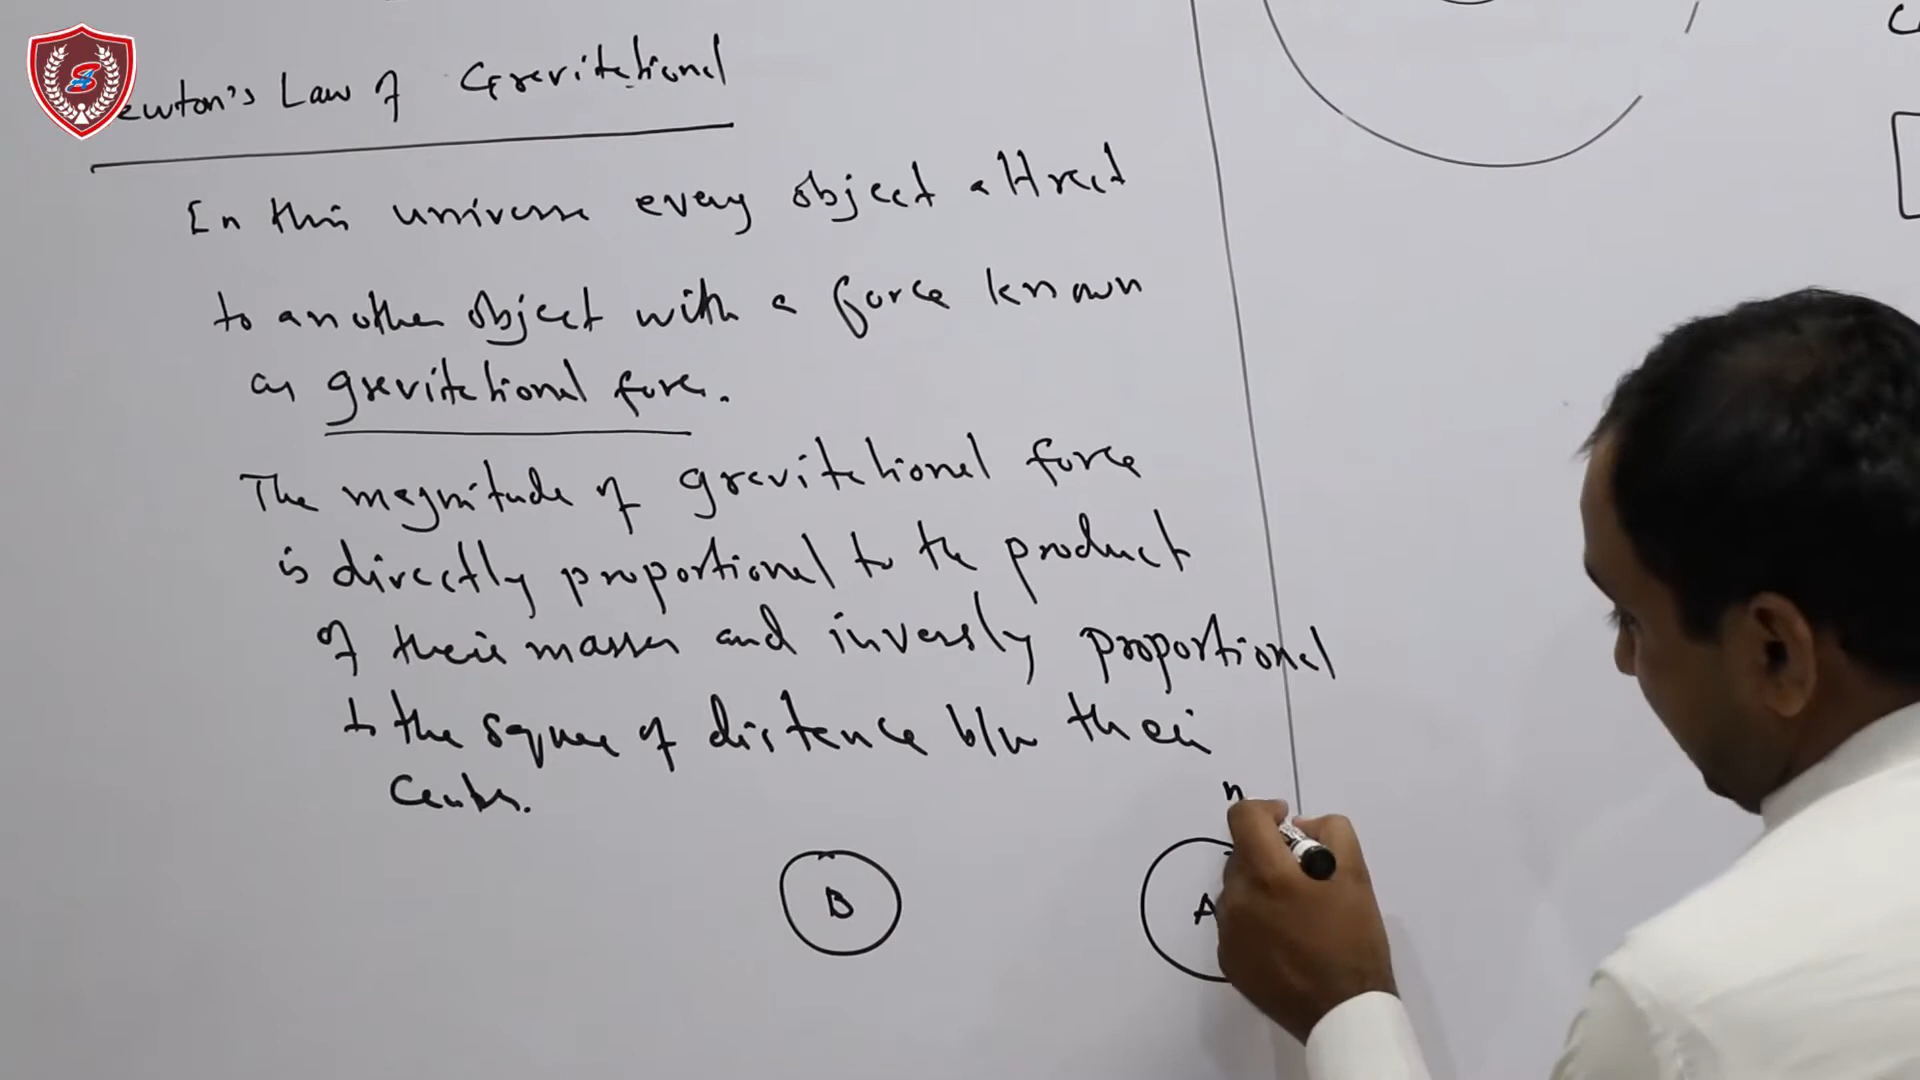 ewton's Law of Gravitational
In this universe every object attract
to another object with a force known
as gravitational force.
The magnitude of gravitational force
is directly proportional to the product
of their masses and inversly proportional
to the square of distance b/w their
Centers.
B
A